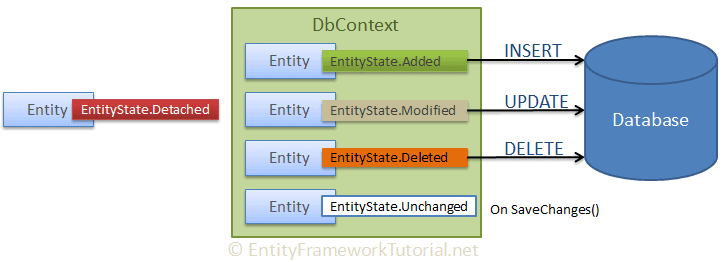 DbContext
Entity EntityState.Added INSERT
Entity EntityState.Detached
Entity EntityState.Modified UPDATE
Database
Entity EntityState.Deleted DELETE
Entity EntityState.Unchanged On SaveChanges()
© EntityFrameworkTutorial.net